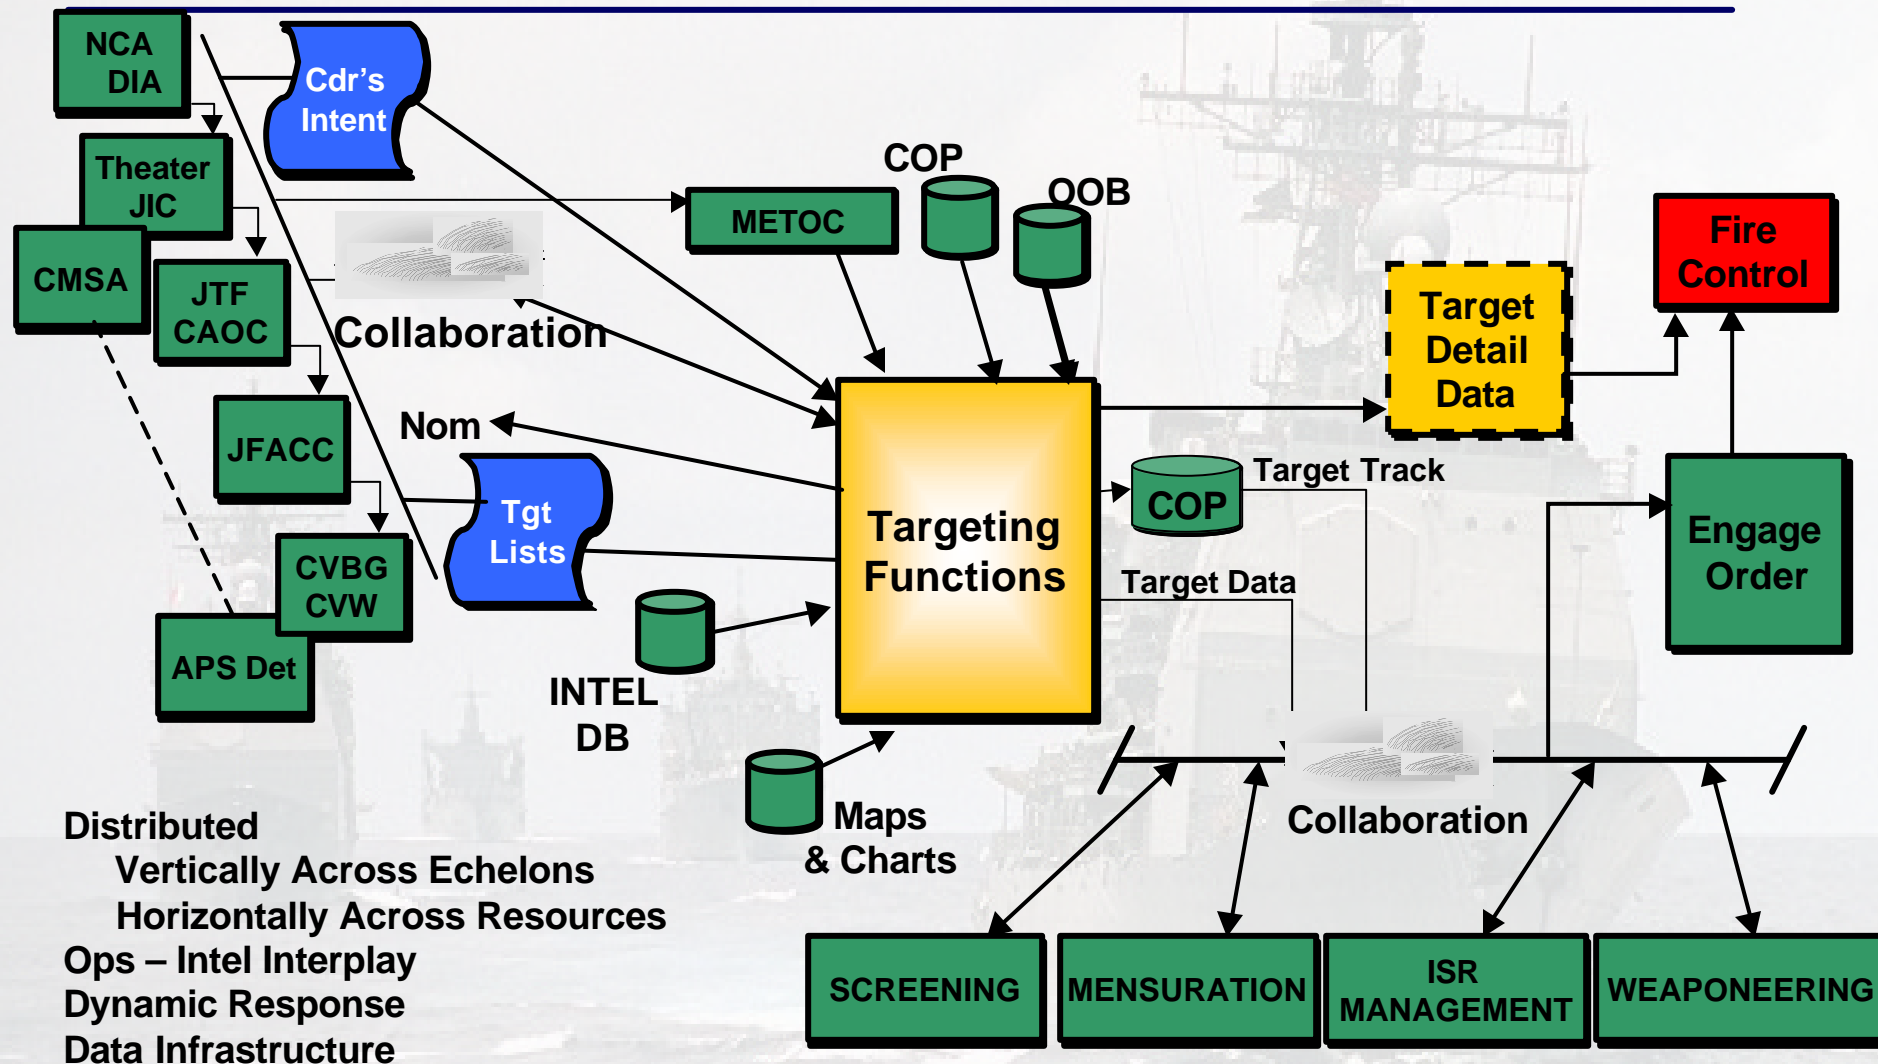 NCA
DIA
Cdr's
Intent
Theater
JIC
CMSA
JTF
CAOC
JFACC
CVBG
CVW
APS Det
Collaboration
Nom
Tgt
Lists
METOC
COP
OOB
INTEL
DB
Maps
& Charts
Targeting
Functions
Target
Detail
Data
Fire
Control
COP
Target Track
Target Data
Engage
Order
Collaboration
SCREENING
MENSURATION
ISR
MANAGEMENT
WEAPONEERING
Distributed
Vertically Across Echelons
Horizontally Across Resources
Ops – Intel Interplay
Dynamic Response
Data Infrastructure